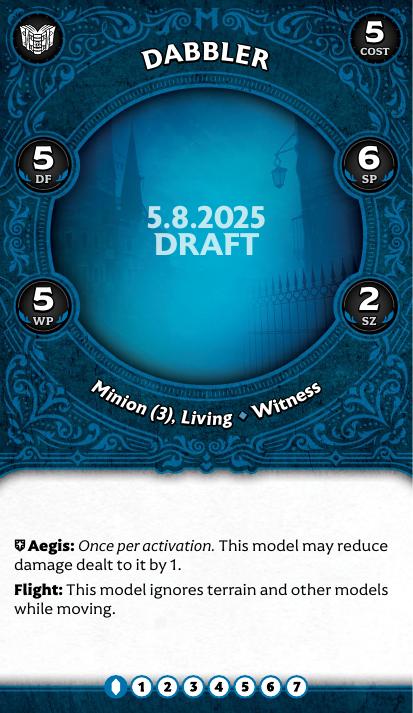 DABBLER
5
COST
5
DF
6
SP
5.8.2025
DRAFT
5
WP
2
SZ
Minion (3), Living • Witness
Aegis: Once per activation. This model may reduce
damage dealt to it by 1.
Flight: This model ignores terrain and other models
while moving.
1 2 3 4 5 6 7